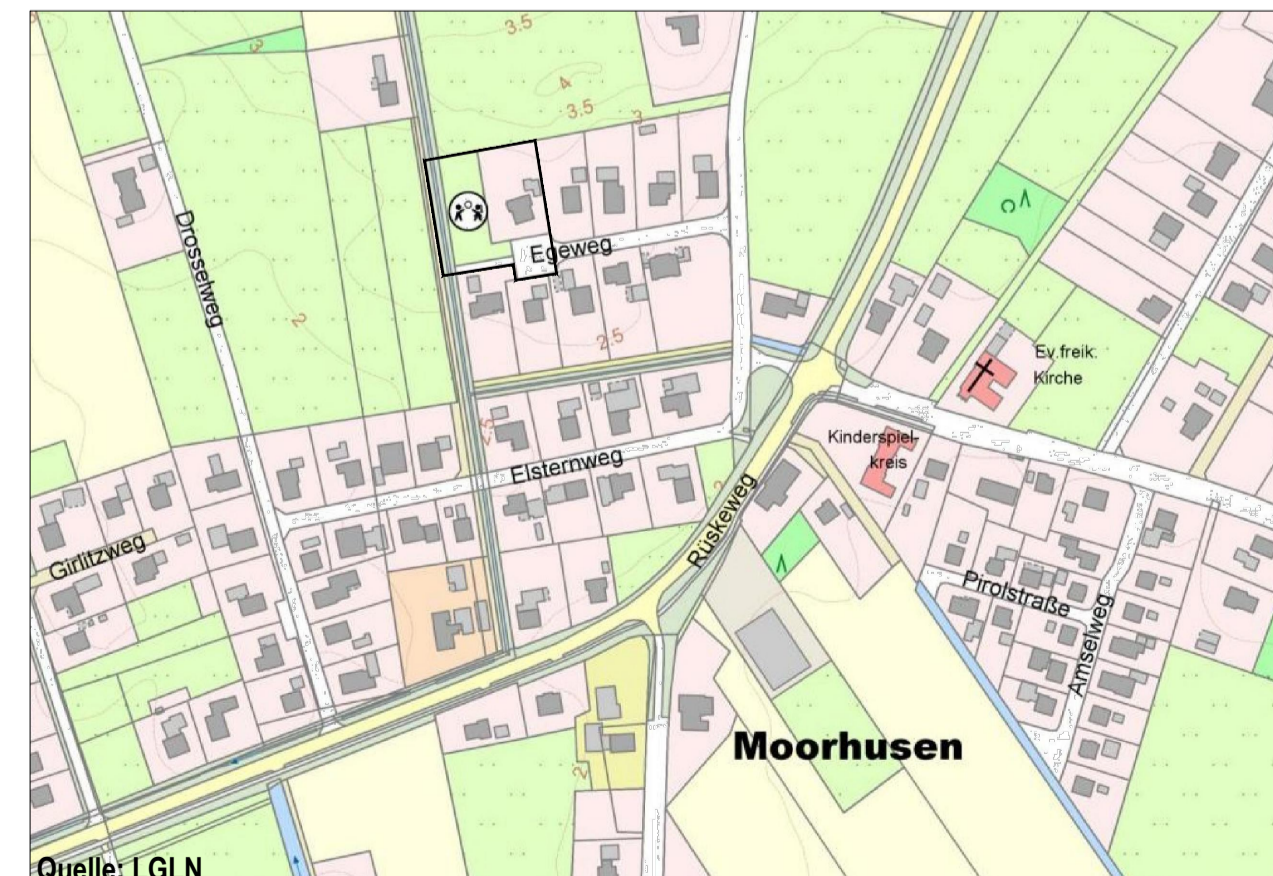 3.5
3
4
3.5
3
Drosselweg
Egeweg
2
2.5
Ev.freik.
Kirche
2.5
Kinderspiel-
kreis
Elsternweg
2
Rüskeweg
Girlitzweg
Pirolstraße
Amselweg
Moorhusen
2
Quelle: LGLN